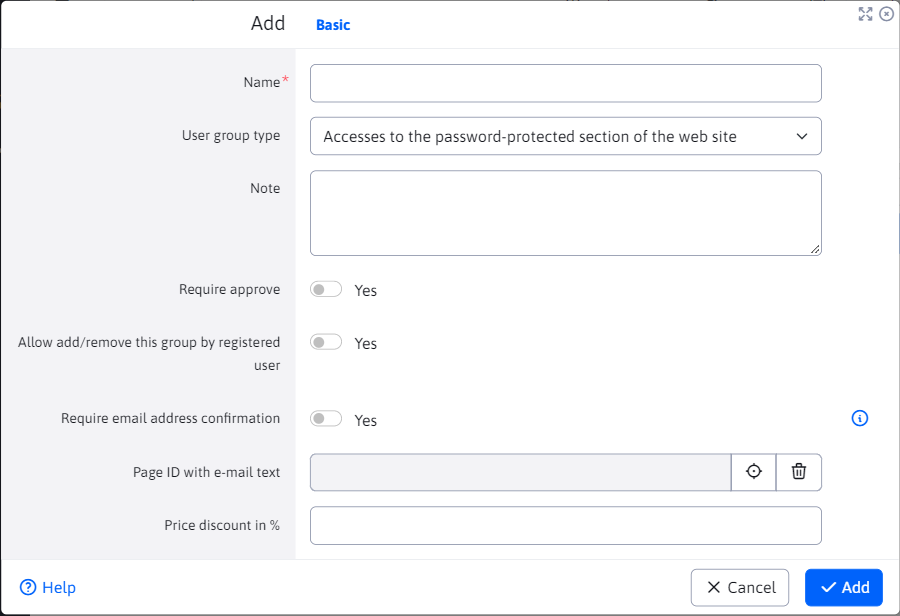 Add Basic
Name*
User group type Accesses to the password-protected section of the web site
Note
Require approve Yes
Allow add/remove this group by registered
user Yes
Require email address confirmation Yes
Page ID with e-mail text
Price discount in %
Help Cancel Add